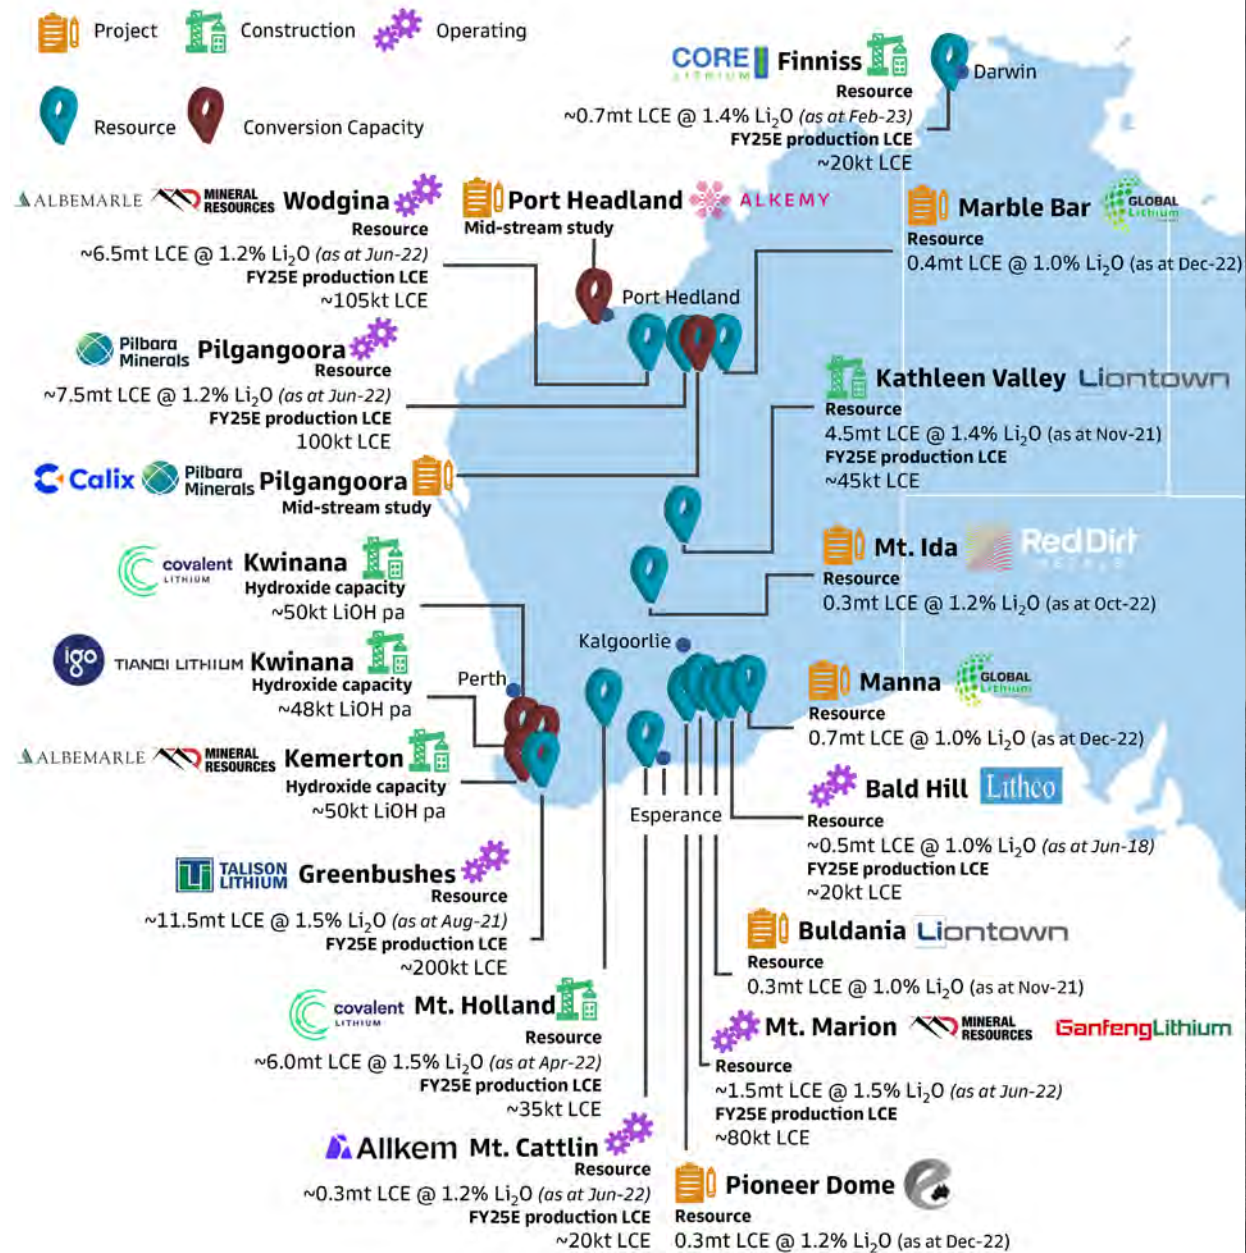 Project
Construction
Operating
Resource
Conversion Capacity
CORE LITHIUM Finniss
Resource
~0.7mt LCE @ 1.4% Li₂O (as at Feb-23)
FY25E production LCE
~20kt LCE
Darwin
ALBEMARLE MINERAL RESOURCES Wodgina
Resource
~6.5mt LCE @ 1.2% Li₂O (as at Jun-22)
FY25E production LCE
~105kt LCE
Port Headland ALKEMY
Mid-stream study
Marble Bar GLOBAL Lithium
Resource
0.4mt LCE @ 1.0% Li₂O (as at Dec-22)
Port Hedland
Pilbara Minerals Pilgangoora
Resource
~7.5mt LCE @ 1.2% Li₂O (as at Jun-22)
FY25E production LCE
100kt LCE
Kathleen Valley Liontown
Resource
4.5mt LCE @ 1.4% Li₂O (as at Nov-21)
FY25E production LCE
~45kt LCE
Calix Pilbara Minerals Pilgangoora
Mid-stream study
Mt. Ida Red Dirt METALS
Resource
0.3mt LCE @ 1.2% Li₂O (as at Oct-22)
covalent LITHIUM Kwinana
Hydroxide capacity
~50kt LiOH pa
Kalgoorlie
igo TIANQI LITHIUM Kwinana
Hydroxide capacity
~48kt LiOH pa
Perth
Manna GLOBAL Lithium
Resource
0.7mt LCE @ 1.0% Li₂O (as at Dec-22)
ALBEMARLE MINERAL RESOURCES Kemerton
Hydroxide capacity
~50kt LiOH pa
Esperance
Bald Hill Lithco
Resource
~0.5mt LCE @ 1.0% Li₂O (as at Jun-18)
FY25E production LCE
~20kt LCE
TALISON LITHIUM Greenbushes
Resource
~11.5mt LCE @ 1.5% Li₂O (as at Aug-21)
FY25E production LCE
~200kt LCE
Buldania Liontown
Resource
0.3mt LCE @ 1.0% Li₂O (as at Nov-21)
covalent LITHIUM Mt. Holland
Resource
~6.0mt LCE @ 1.5% Li₂O (as at Apr-22)
FY25E production LCE
~35kt LCE
Mt. Marion MINERAL RESOURCES GanfengLithium
Resource
~1.5mt LCE @ 1.5% Li₂O (as at Jun-22)
FY25E production LCE
~80kt LCE
Allkem Mt. Cattlin
Resource
~0.3mt LCE @ 1.2% Li₂O (as at Jun-22)
FY25E production LCE
~20kt LCE
Pioneer Dome
Resource
0.3mt LCE @ 1.2% Li₂O (as at Dec-22)